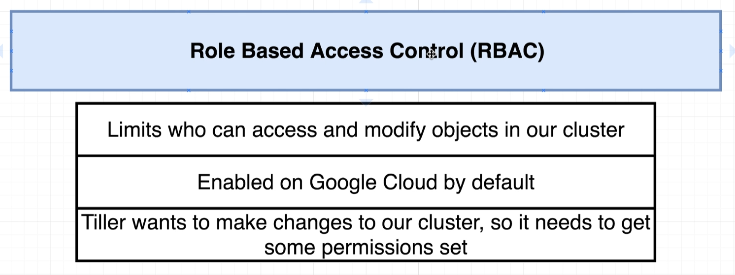 Role Based Access Control (RBAC)
Limits who can access and modify objects in our cluster
Enabled on Google Cloud by default
Tiller wants to make changes to our cluster, so it needs to get
some permissions set